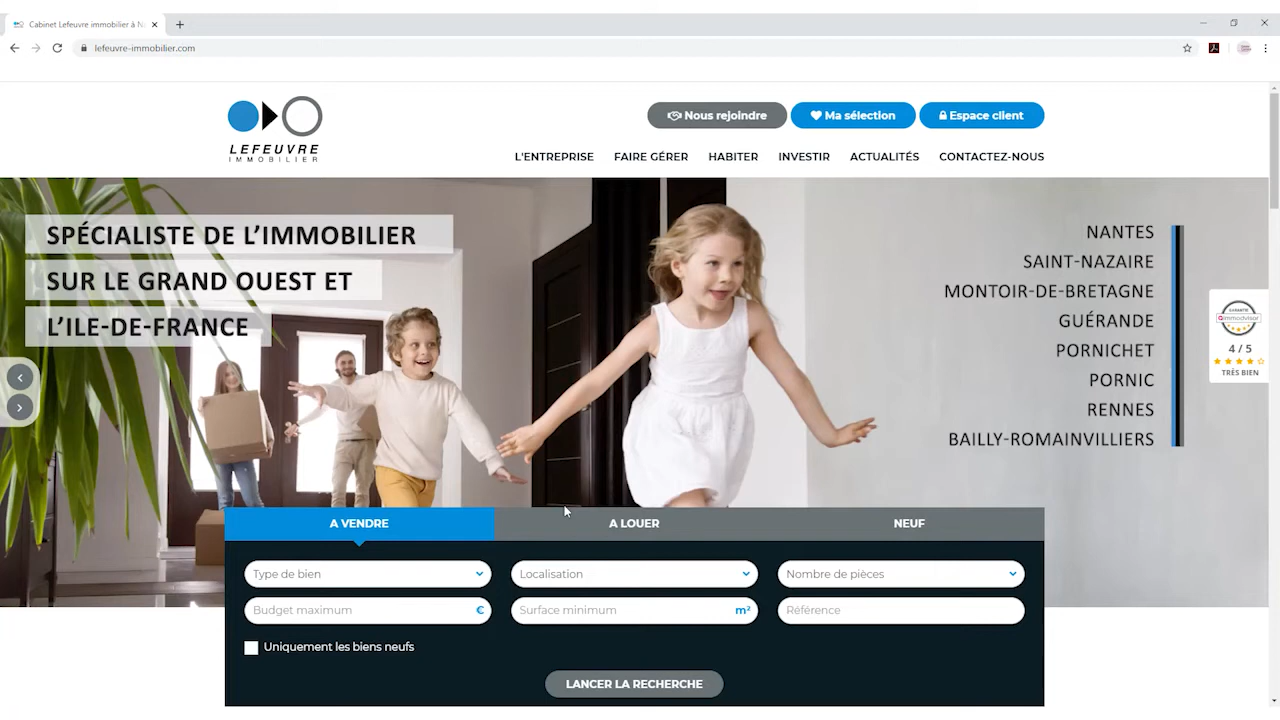 Cabinet Lefeuvre immobilier à N
lefeuvre-immobilier.com
LEFEUVRE
IMMOBILIER
Nous rejoindre
Ma sélection
Espace client
L'ENTREPRISE
FAIRE GÉRER
HABITER
INVESTIR
ACTUALITÉS
CONTACTEZ-NOUS
SPÉCIALISTE DE L'IMMOBILIER
SUR LE GRAND OUEST ET
L'ILE-DE-FRANCE
NANTES
SAINT-NAZAIRE
MONTOIR-DE-BRETAGNE
GUÉRANDE
PORNICHET
PORNIC
RENNES
BAILLY-ROMAINVILLIERS
immodvisor
4 / 5
TRÈS BIEN
A VENDRE
A LOUER
NEUF
Type de bien
Localisation
Nombre de pièces
Budget maximum €
Surface minimum m²
Référence
Uniquement les biens neufs
LANCER LA RECHERCHE